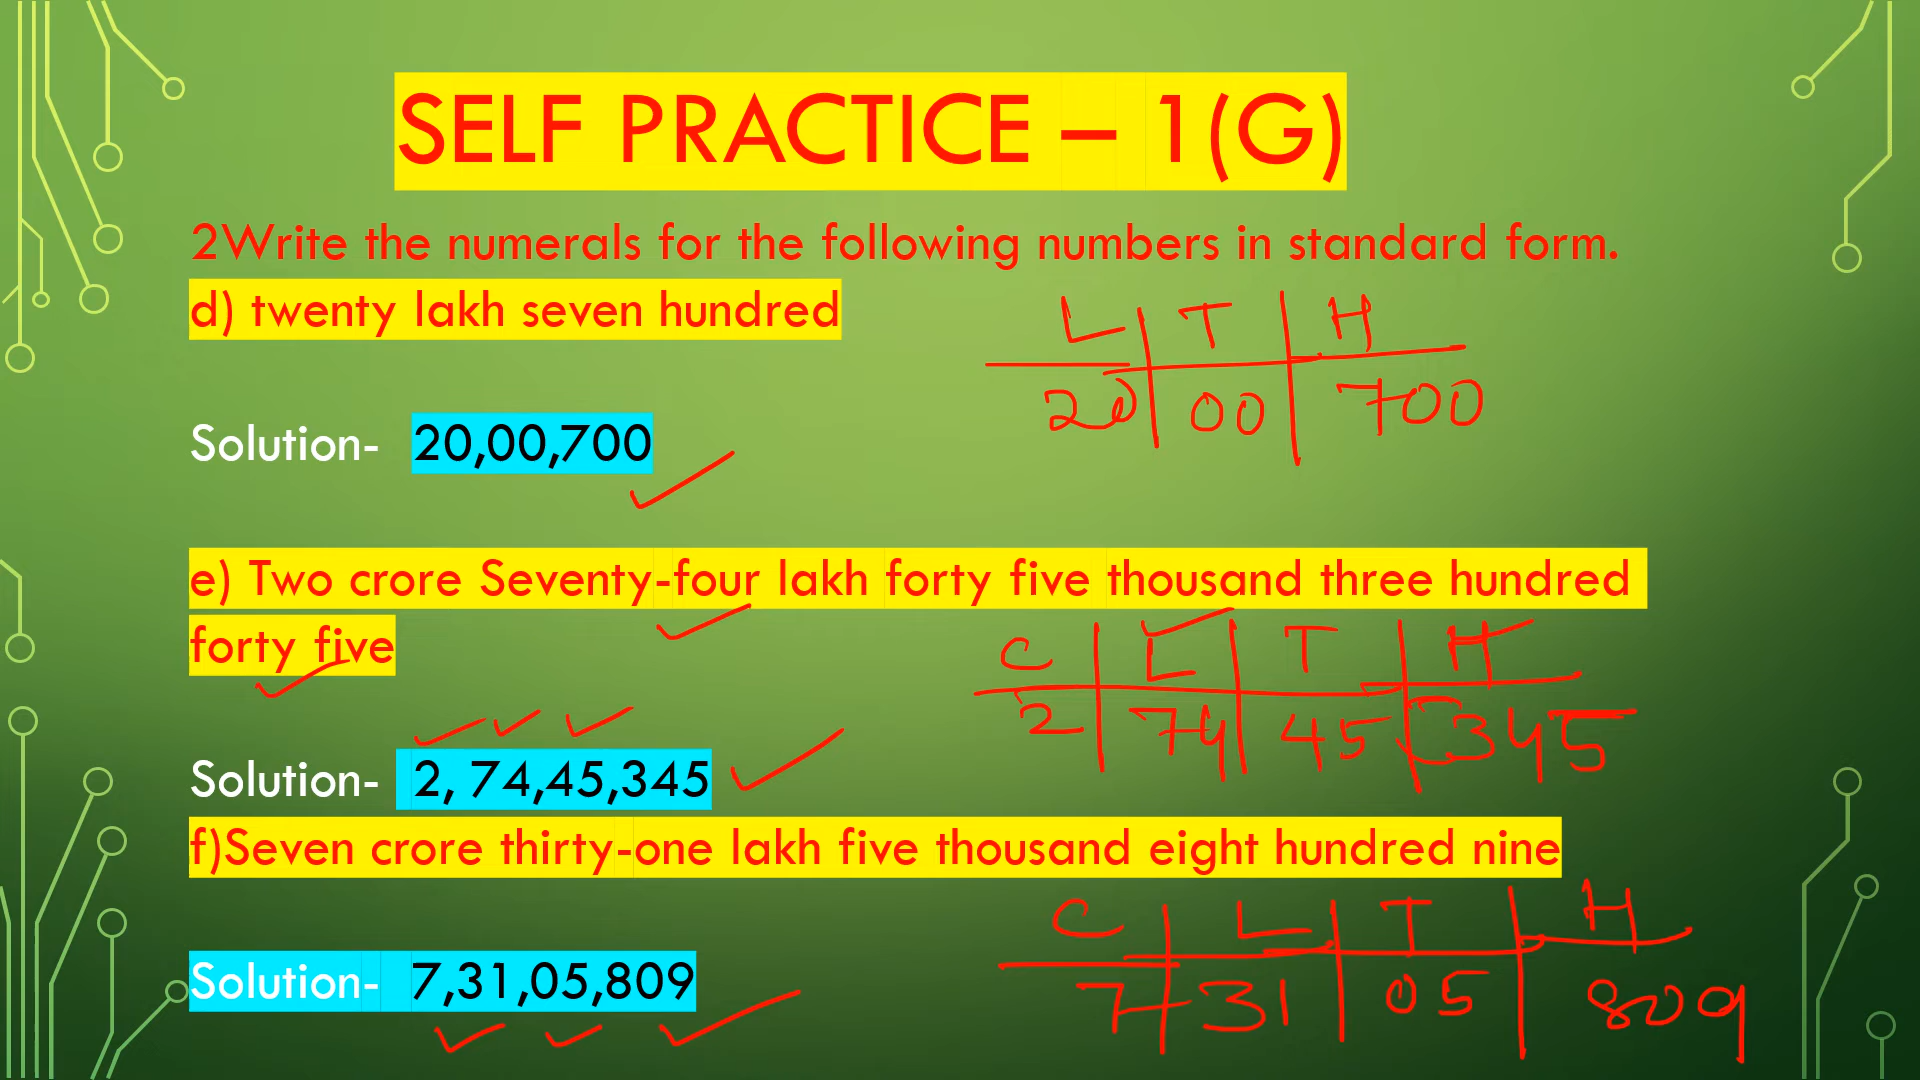 SELF PRACTICE – 1(G)
2Write the numerals for the following numbers in standard form.
d) twenty lakh seven hundred
L T H
20 00 700
Solution- 20,00,700
e) Two crore Seventy-four lakh forty five thousand three hundred
forty five
C L T H
2 74 45 345
Solution- 2, 74,45,345
f)Seven crore thirty-one lakh five thousand eight hundred nine
C L T H
7 31 05 809
Solution- 7,31,05,809